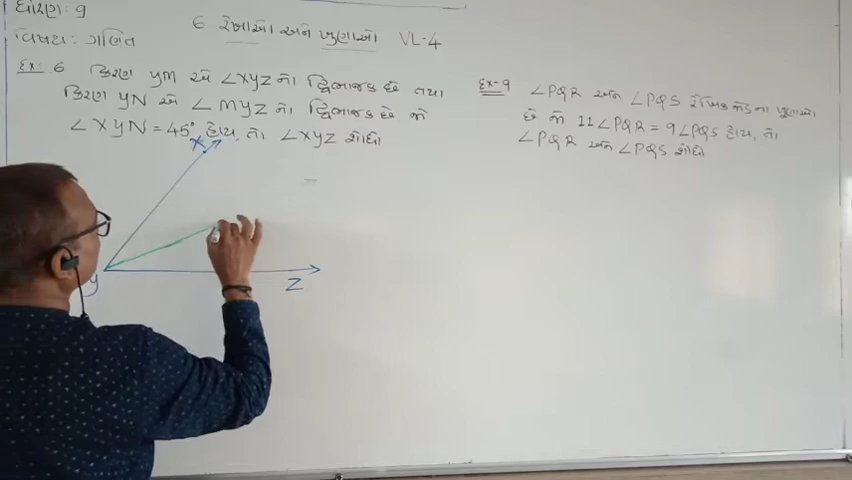 ધોરણ: 9
વિષય: ગણિત
6 રેખાઓ અને ખુણાઓ VL-4
Ex: 6 કિરણ YM એ ∠XYZ નો દ્વિભાજક છે તથા
કિરણ YN એ ∠MYZ નો દ્વિભાજક છે જો
∠XYN = 45° હોય, તો ∠XYZ શોધો
Ex-9 ∠PQR અને ∠PQS રૈખિક જોડના ખૂણાઓ
છે જો 11∠PQR = 9∠PQS હોય, તો
∠PQR અને ∠PQS શોધો
X
Y
Z